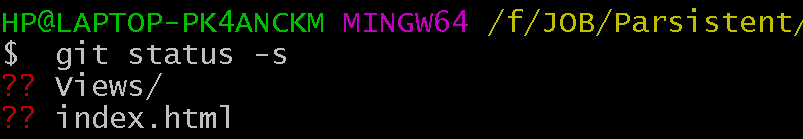 HP@LAPTOP-PK4ANCKM MINGW64 /f/JOB/Parsistent/
$  git status -s
?? Views/
?? index.html